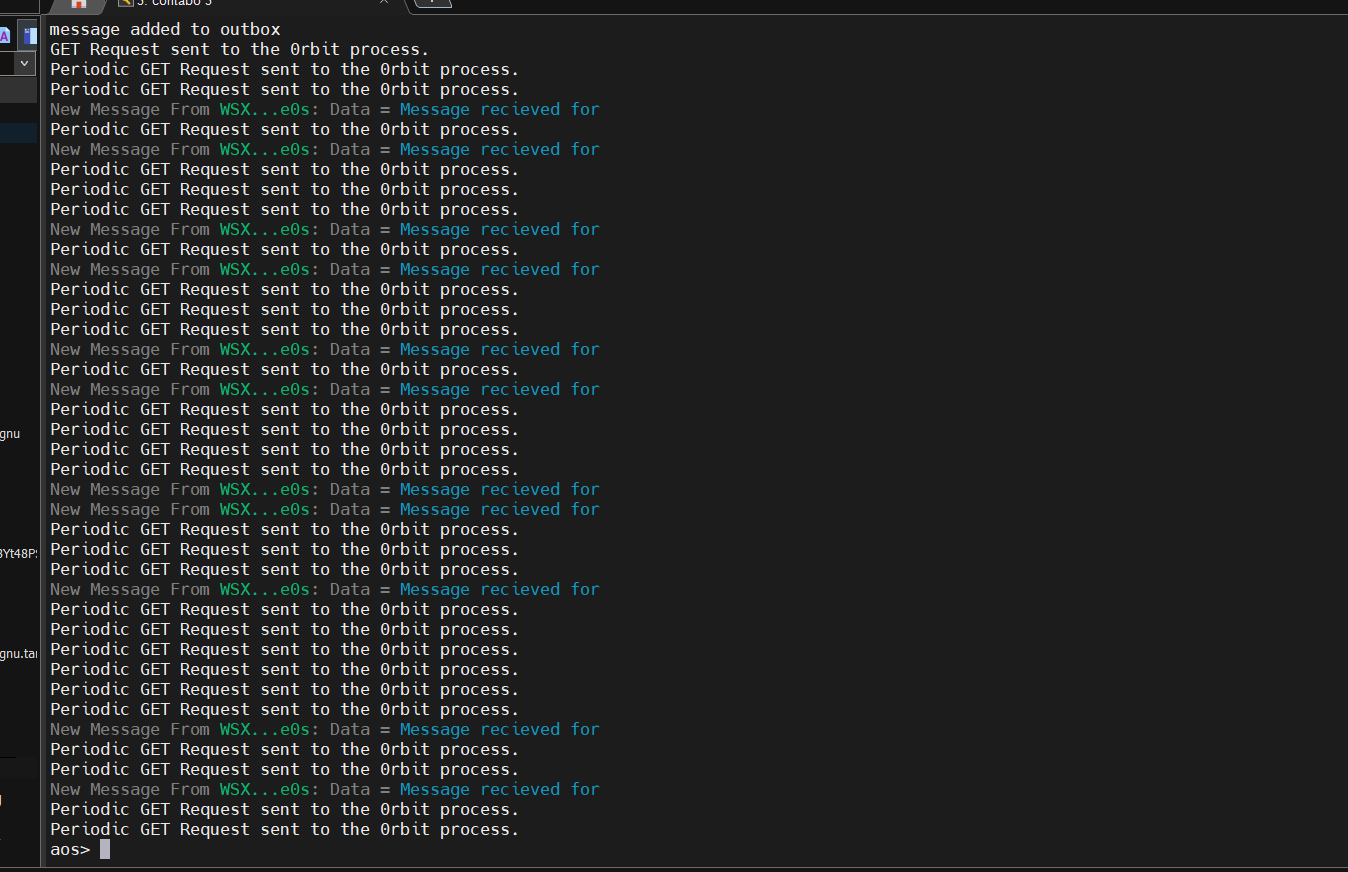 5. contabo 5
message added to outbox
GET Request sent to the 0rbit process.
Periodic GET Request sent to the 0rbit process.
Periodic GET Request sent to the 0rbit process.
New Message From WSX...e0s: Data = Message recieved for
Periodic GET Request sent to the 0rbit process.
New Message From WSX...e0s: Data = Message recieved for
Periodic GET Request sent to the 0rbit process.
Periodic GET Request sent to the 0rbit process.
Periodic GET Request sent to the 0rbit process.
New Message From WSX...e0s: Data = Message recieved for
Periodic GET Request sent to the 0rbit process.
New Message From WSX...e0s: Data = Message recieved for
Periodic GET Request sent to the 0rbit process.
Periodic GET Request sent to the 0rbit process.
Periodic GET Request sent to the 0rbit process.
New Message From WSX...e0s: Data = Message recieved for
Periodic GET Request sent to the 0rbit process.
New Message From WSX...e0s: Data = Message recieved for
Periodic GET Request sent to the 0rbit process.
Periodic GET Request sent to the 0rbit process.
Periodic GET Request sent to the 0rbit process.
Periodic GET Request sent to the 0rbit process.
New Message From WSX...e0s: Data = Message recieved for
New Message From WSX...e0s: Data = Message recieved for
Periodic GET Request sent to the 0rbit process.
Periodic GET Request sent to the 0rbit process.
Periodic GET Request sent to the 0rbit process.
New Message From WSX...e0s: Data = Message recieved for
Periodic GET Request sent to the 0rbit process.
Periodic GET Request sent to the 0rbit process.
Periodic GET Request sent to the 0rbit process.
Periodic GET Request sent to the 0rbit process.
Periodic GET Request sent to the 0rbit process.
Periodic GET Request sent to the 0rbit process.
New Message From WSX...e0s: Data = Message recieved for
Periodic GET Request sent to the 0rbit process.
Periodic GET Request sent to the 0rbit process.
New Message From WSX...e0s: Data = Message recieved for
Periodic GET Request sent to the 0rbit process.
Periodic GET Request sent to the 0rbit process.
aos>
gnu
3Yt48P
gnu.tar